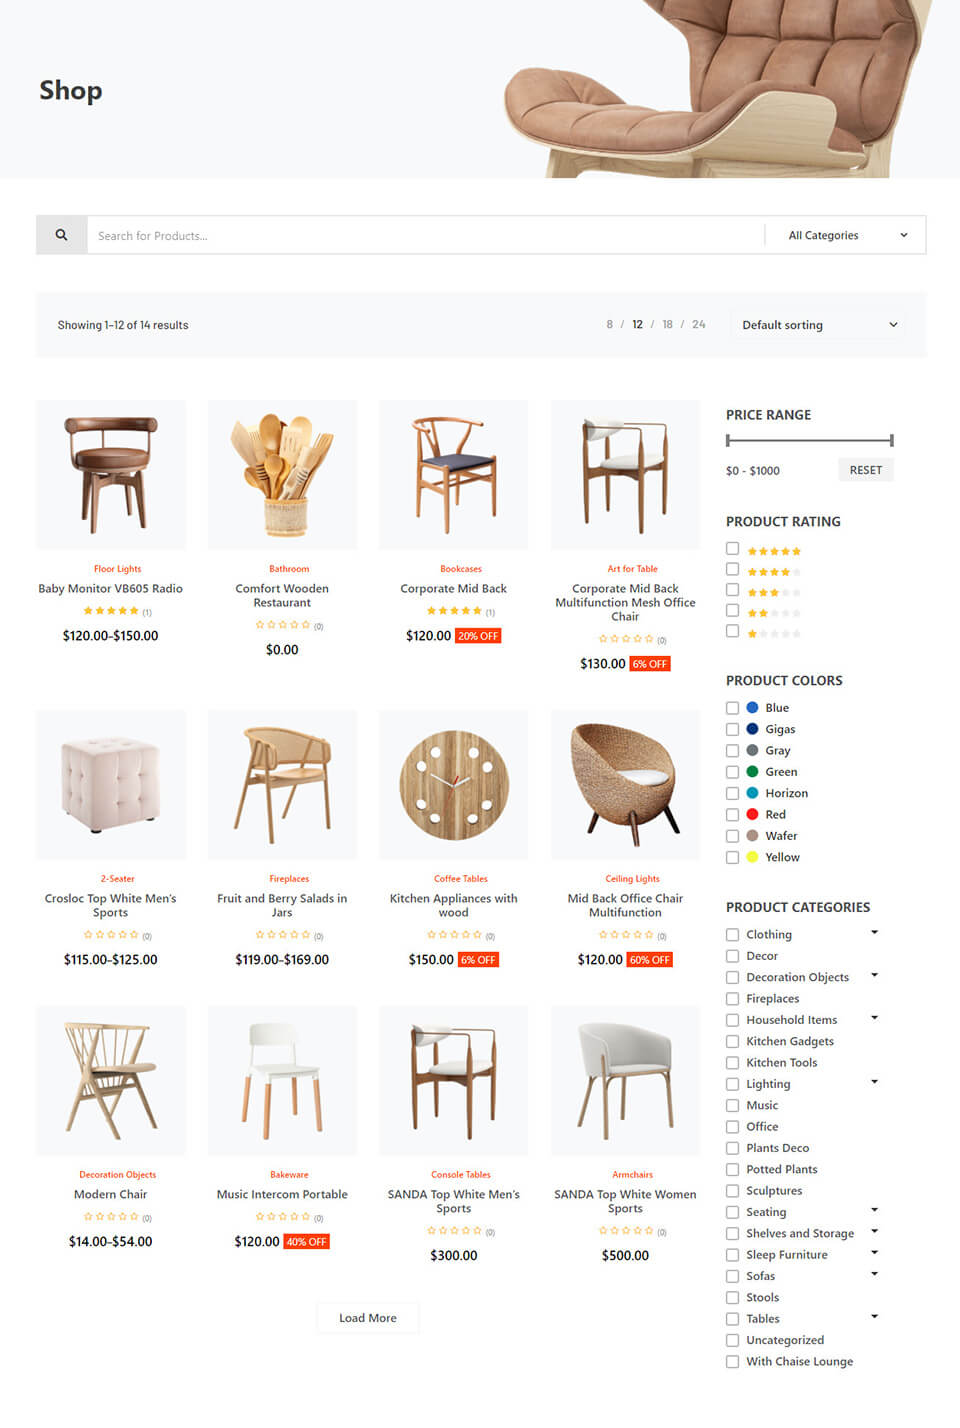 Shop
Search for Products...
All Categories
Showing 1–12 of 14 results
8 / 12 / 18 / 24
Default sorting
Floor Lights
Baby Monitor VB605 Radio
(1)
$120.00–$150.00
Bathroom
Comfort Wooden
Restaurant
(0)
$0.00
Bookcases
Corporate Mid Back
(1)
$120.00 20% OFF
Art for Table
Corporate Mid Back
Multifunction Mesh Office
Chair
(0)
$130.00 6% OFF
2-Seater
Crosloc Top White Men's
Sports
(0)
$115.00–$125.00
Fireplaces
Fruit and Berry Salads in
Jars
(0)
$119.00–$169.00
Coffee Tables
Kitchen Appliances with
wood
(0)
$150.00 6% OFF
Ceiling Lights
Mid Back Office Chair
Multifunction
(0)
$120.00 60% OFF
Decoration Objects
Modern Chair
(0)
$14.00–$54.00
Bakeware
Music Intercom Portable
(0)
$120.00 40% OFF
Console Tables
SANDA Top White Men's
Sports
(0)
$300.00
Armchairs
SANDA Top White Women
Sports
(0)
$500.00
Load More
PRICE RANGE
$0 - $1000
RESET
PRODUCT RATING
PRODUCT COLORS
Blue
Gigas
Gray
Green
Horizon
Red
Wafer
Yellow
PRODUCT CATEGORIES
Clothing
Decor
Decoration Objects
Fireplaces
Household Items
Kitchen Gadgets
Kitchen Tools
Lighting
Music
Office
Plants Deco
Potted Plants
Sculptures
Seating
Shelves and Storage
Sleep Furniture
Sofas
Stools
Tables
Uncategorized
With Chaise Lounge